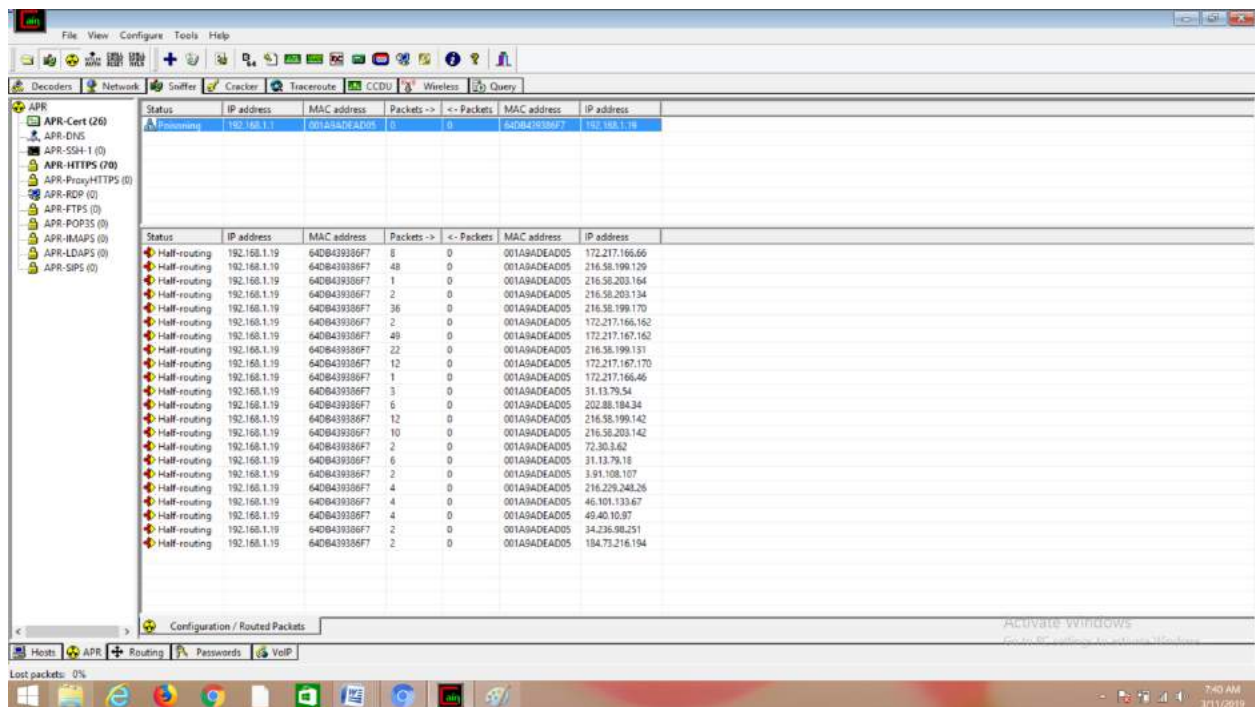 Cain
File View Configure Tools Help
Decoders Network Sniffer Cracker Traceroute CCDU Wireless Query
APR
APR-Cert (26)
APR-DNS
APR-SSH-1 (0)
APR-HTTPS (70)
APR-ProxyHTTPS (0)
APR-RDP (0)
APR-FTPS (0)
APR-POP3S (0)
APR-IMAPS (0)
APR-LDAPS (0)
APR-SIPS (0)
Status IP address MAC address Packets -> <- Packets MAC address IP address
Poisoning 192.168.1.1 001A9ADEAD05 0 0 64DB439386F7 192.168.1.19
Status IP address MAC address Packets -> <- Packets MAC address IP address
Half-routing 192.168.1.19 64DB439386F7 8 0 001A9ADEAD05 172.217.166.66
Half-routing 192.168.1.19 64DB439386F7 48 0 001A9ADEAD05 216.58.199.129
Half-routing 192.168.1.19 64DB439386F7 1 0 001A9ADEAD05 216.58.203.164
Half-routing 192.168.1.19 64DB439386F7 2 0 001A9ADEAD05 216.58.203.134
Half-routing 192.168.1.19 64DB439386F7 36 0 001A9ADEAD05 216.58.199.170
Half-routing 192.168.1.19 64DB439386F7 2 0 001A9ADEAD05 172.217.166.162
Half-routing 192.168.1.19 64DB439386F7 49 0 001A9ADEAD05 172.217.167.162
Half-routing 192.168.1.19 64DB439386F7 22 0 001A9ADEAD05 216.58.199.131
Half-routing 192.168.1.19 64DB439386F7 12 0 001A9ADEAD05 172.217.167.170
Half-routing 192.168.1.19 64DB439386F7 1 0 001A9ADEAD05 172.217.166.46
Half-routing 192.168.1.19 64DB439386F7 3 0 001A9ADEAD05 31.13.79.54
Half-routing 192.168.1.19 64DB439386F7 6 0 001A9ADEAD05 202.88.184.34
Half-routing 192.168.1.19 64DB439386F7 12 0 001A9ADEAD05 216.58.199.142
Half-routing 192.168.1.19 64DB439386F7 10 0 001A9ADEAD05 216.58.203.142
Half-routing 192.168.1.19 64DB439386F7 2 0 001A9ADEAD05 72.30.3.62
Half-routing 192.168.1.19 64DB439386F7 6 0 001A9ADEAD05 31.13.79.18
Half-routing 192.168.1.19 64DB439386F7 2 0 001A9ADEAD05 3.91.108.107
Half-routing 192.168.1.19 64DB439386F7 4 0 001A9ADEAD05 216.229.248.26
Half-routing 192.168.1.19 64DB439386F7 4 0 001A9ADEAD05 46.101.133.67
Half-routing 192.168.1.19 64DB439386F7 4 0 001A9ADEAD05 49.40.10.97
Half-routing 192.168.1.19 64DB439386F7 2 0 001A9ADEAD05 34.236.98.251
Half-routing 192.168.1.19 64DB439386F7 2 0 001A9ADEAD05 184.73.216.194
Configuration / Routed Packets
Activate Windows
Go to PC settings to activate Windows.
Hosts APR Routing Passwords VoIP
Lost packets: 0%
7:40 AM
3/11/2019